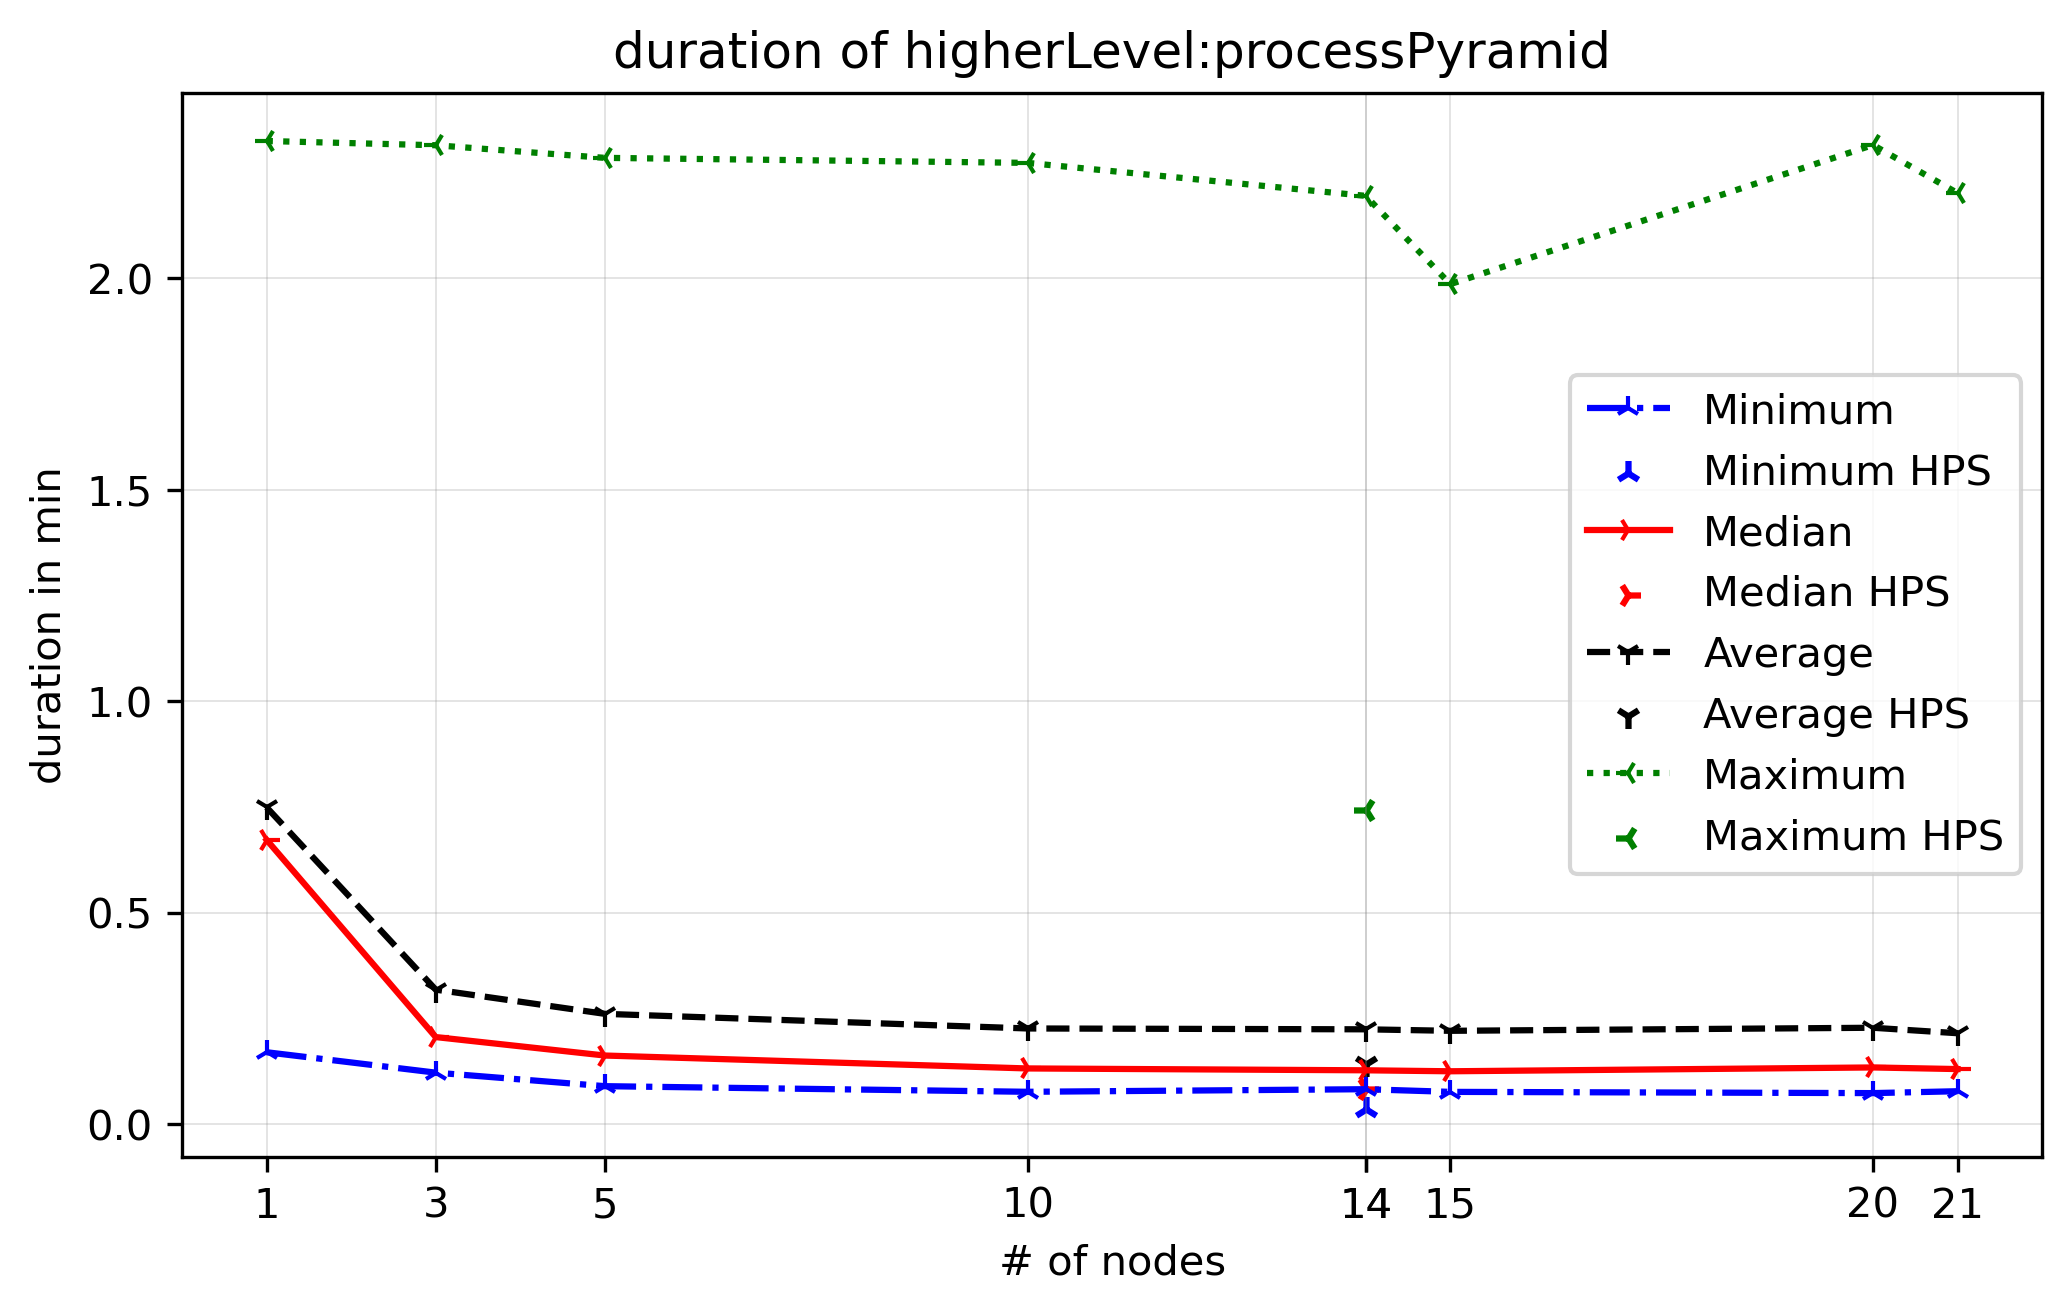 duration of higherLevel:processPyramid
duration in min
2.0
1.5
1.0
0.5
0.0
Minimum
Minimum HPS
Median
Median HPS
Average
Average HPS
Maximum
Maximum HPS
1 3 5 10 14 15 20 21
# of nodes